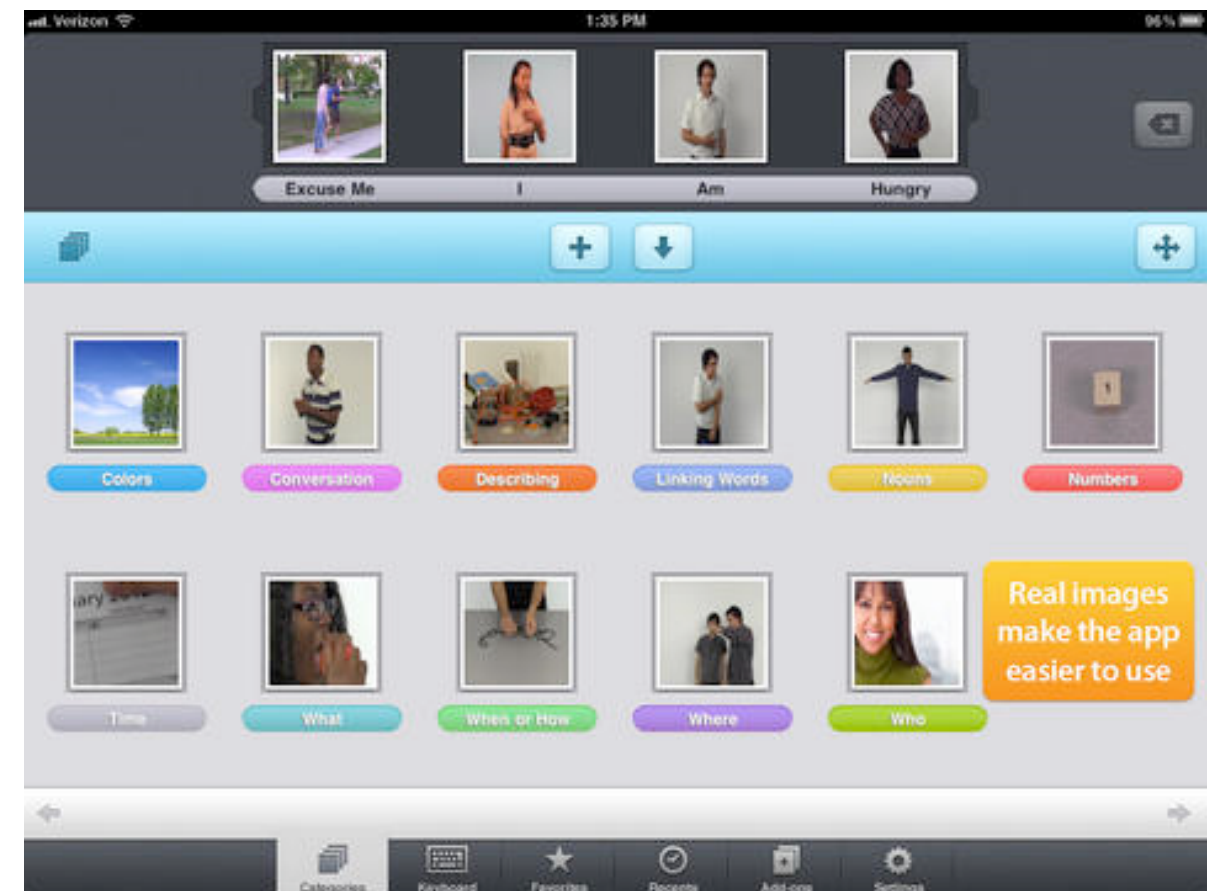 Verizon 1:35 PM 96%
Excuse Me I Am Hungry
Colors Conversation Describing Linking Words Nouns Numbers
1
Real images
make the app
easier to use
Time What When or How Where Who
Categories Keyboard Favorites Recents Add-ons Settings